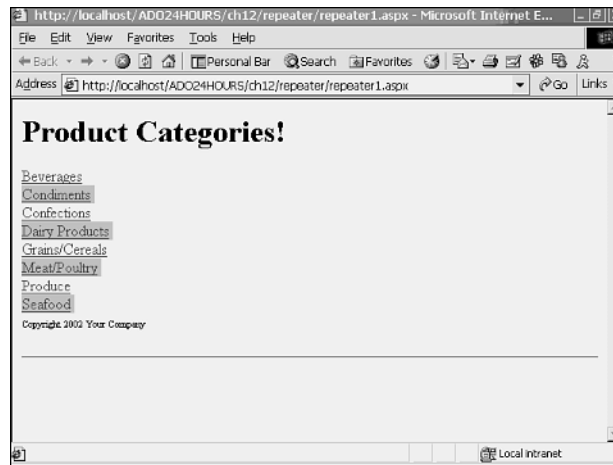 http://localhost/ADO24HOURS/ch12/repeater/repeater1.aspx - Microsoft Internet E...
File Edit View Favorites Tools Help
Back Personal Bar Search Favorites
Address http://localhost/ADO24HOURS/ch12/repeater/repeater1.aspx Go Links
Product Categories!
Beverages
Condiments
Confections
Dairy Products
Grains/Cereals
Meat/Poultry
Produce
Seafood
Copyright 2002 Your Company
Local intranet